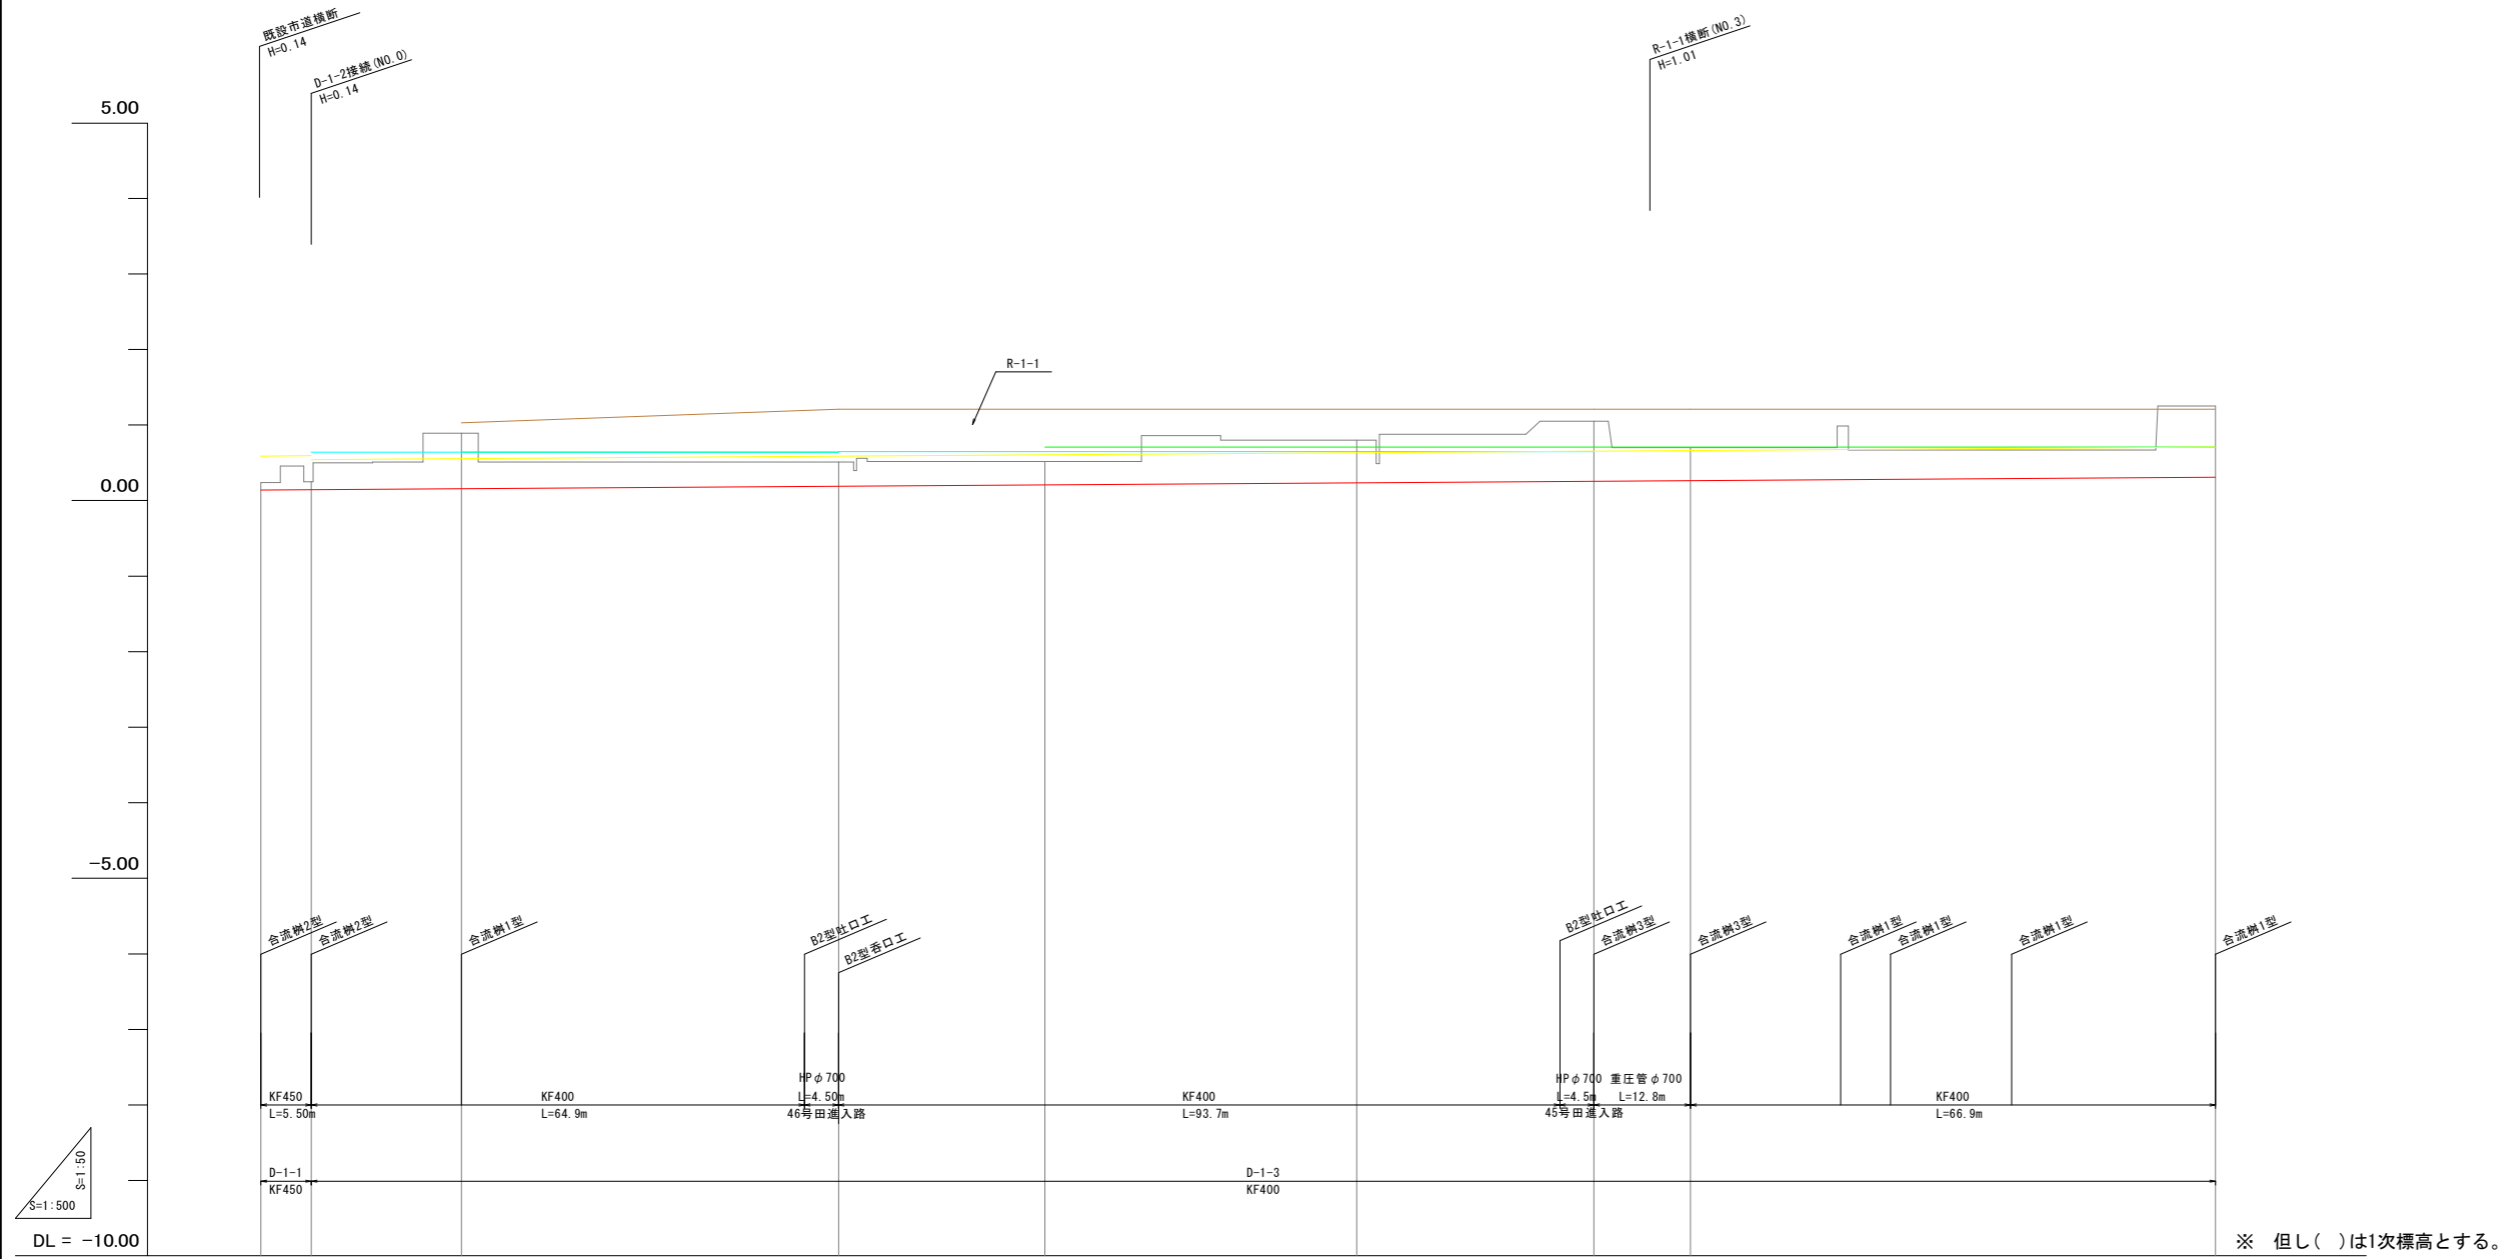 既設市道横断
H=0.14
D-1-2接続(NO.0)
H=0.14
R-1-1横断(NO.3)
H=1.01
5.00
R-1-1
0.00
-5.00
合流桝2型
合流桝2型
合流桝1型
B2型吐口工
B2型呑口工
B2型吐口工
合流桝3型
合流桝3型
合流桝1型
合流桝1型
合流桝1型
合流桝1型
KF450
L=5.50m
KF400
L=64.9m
HPφ700
L=4.50m
46号田進入路
KF400
L=93.7m
HPφ700
L=4.5m
45号田進入路
重圧管φ700
L=12.8m
KF400
L=66.9m
D-1-1
KF450
D-1-3
KF400
S=1:50
S=1:500
DL = -10.00
※　但し(　)は1次標高とする。